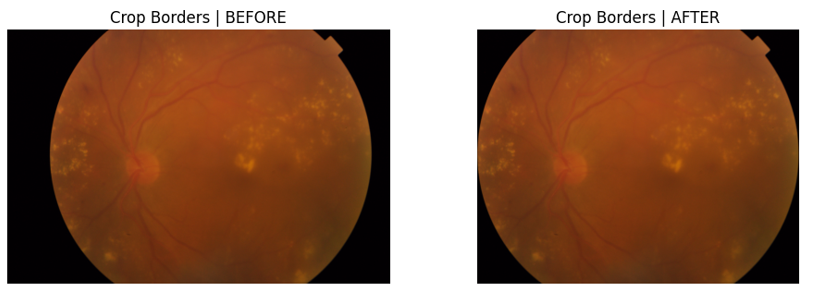 Crop Borders | BEFORE
Crop Borders | AFTER